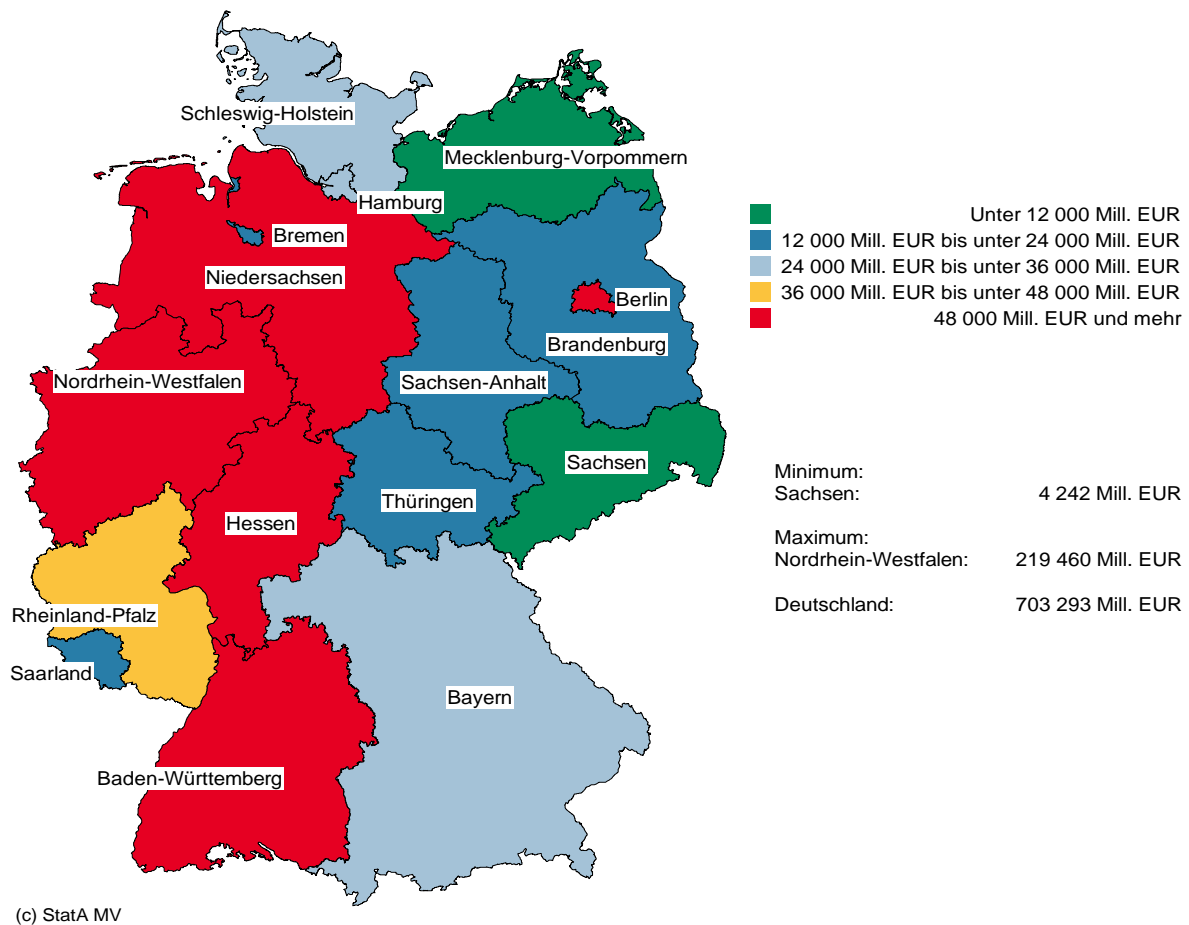 Schleswig-Holstein
Mecklenburg-Vorpommern
Hamburg
Bremen
Niedersachsen
Berlin
Brandenburg
Nordrhein-Westfalen
Sachsen-Anhalt
Sachsen
Thüringen
Hessen
Rheinland-Pfalz
Saarland
Bayern
Baden-Württemberg
Unter 12 000 Mill. EUR
12 000 Mill. EUR bis unter 24 000 Mill. EUR
24 000 Mill. EUR bis unter 36 000 Mill. EUR
36 000 Mill. EUR bis unter 48 000 Mill. EUR
48 000 Mill. EUR und mehr
Minimum:
Sachsen: 4 242 Mill. EUR
Maximum:
Nordrhein-Westfalen: 219 460 Mill. EUR
Deutschland: 703 293 Mill. EUR
(c) StatA MV